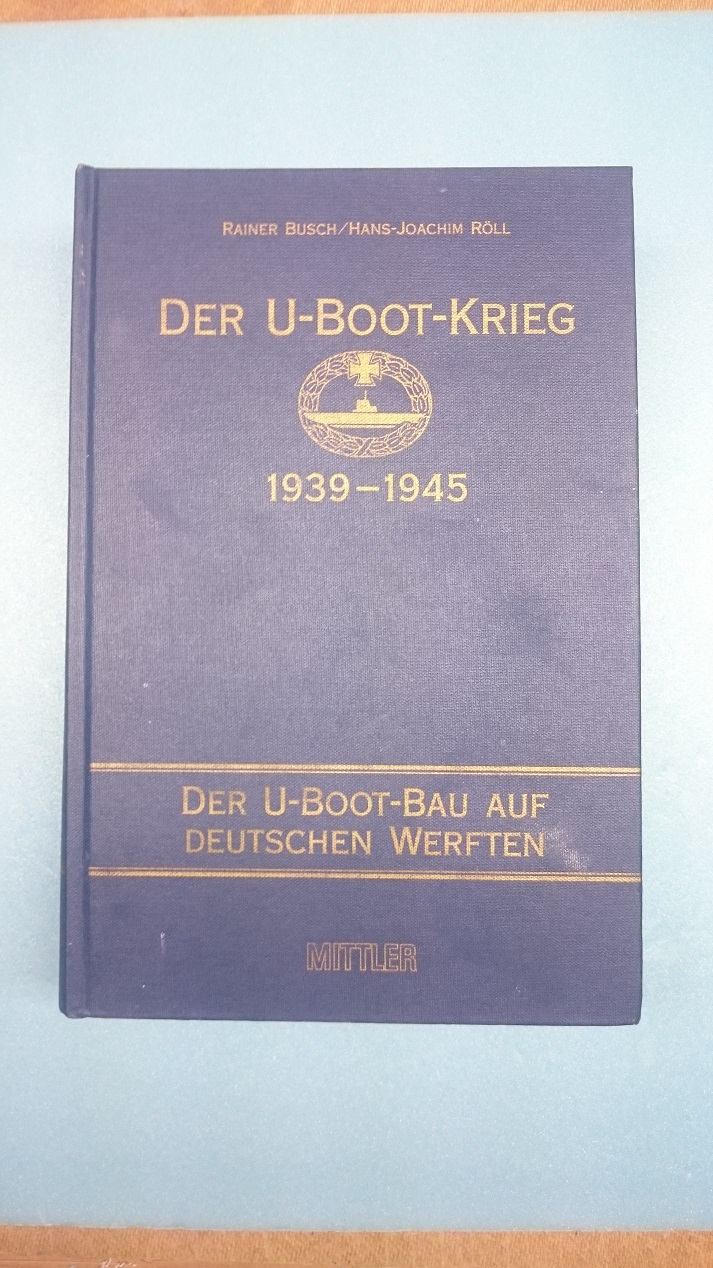 RAINER BUSCH/HANS-JOACHIM RÖLL
DER U-BOOT-KRIEG
1939–1945
DER U-BOOT-BAU AUF
DEUTSCHEN WERFTEN
MITTLER